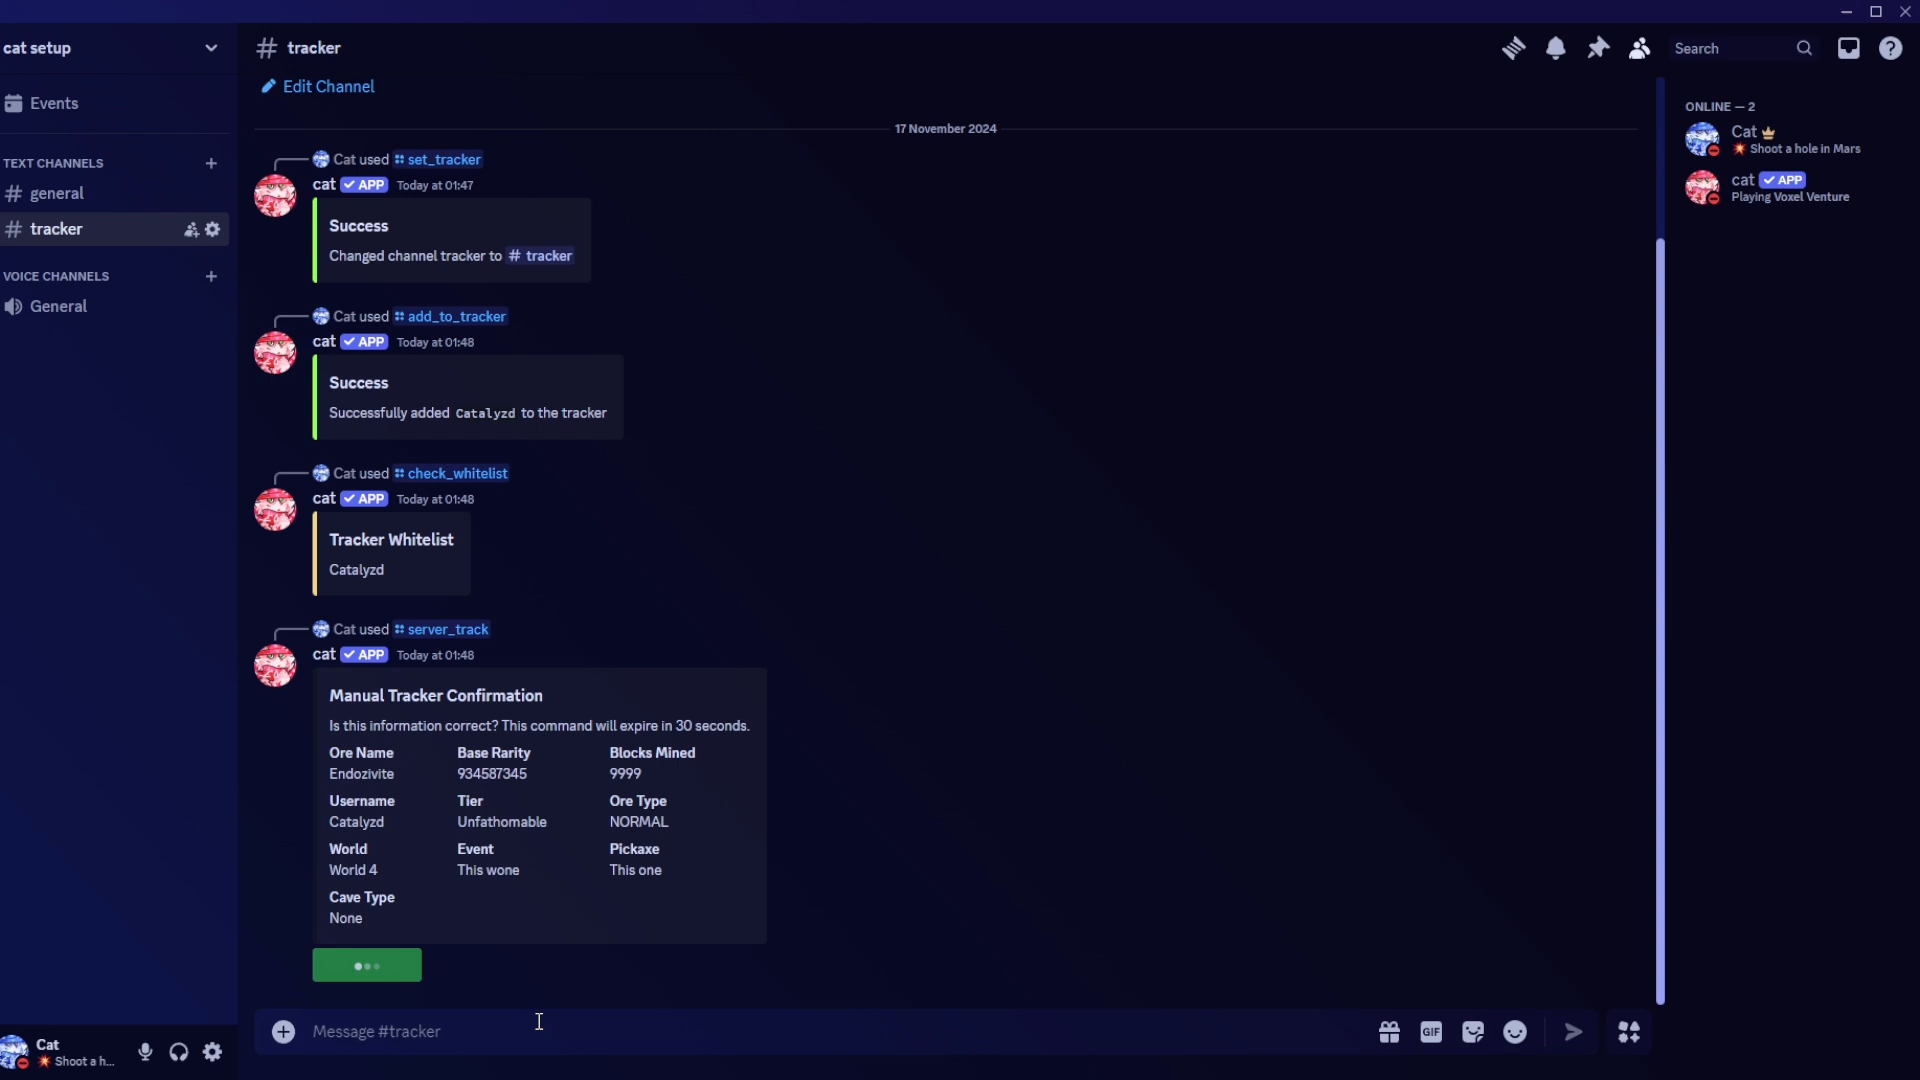 cat setup
Events
TEXT CHANNELS
general
tracker
VOICE CHANNELS
General
Cat
Shoot a h...
# tracker
Search
Edit Channel
17 November 2024
Cat used set_tracker
cat APP Today at 01:47
Success
Changed channel tracker to # tracker
Cat used add_to_tracker
cat APP Today at 01:48
Success
Successfully added Catalyzd to the tracker
Cat used check_whitelist
cat APP Today at 01:48
Tracker Whitelist
Catalyzd
Cat used server_track
cat APP Today at 01:48
Manual Tracker Confirmation
Is this information correct? This command will expire in 30 seconds.
Ore Name Base Rarity Blocks Mined
Endozivite 934587345 9999
Username Tier Ore Type
Catalyzd Unfathomable NORMAL
World Event Pickaxe
World 4 This wone This one
Cave Type
None
Message #tracker
GIF
ONLINE — 2
Cat
Shoot a hole in Mars
cat APP
Playing Voxel Venture